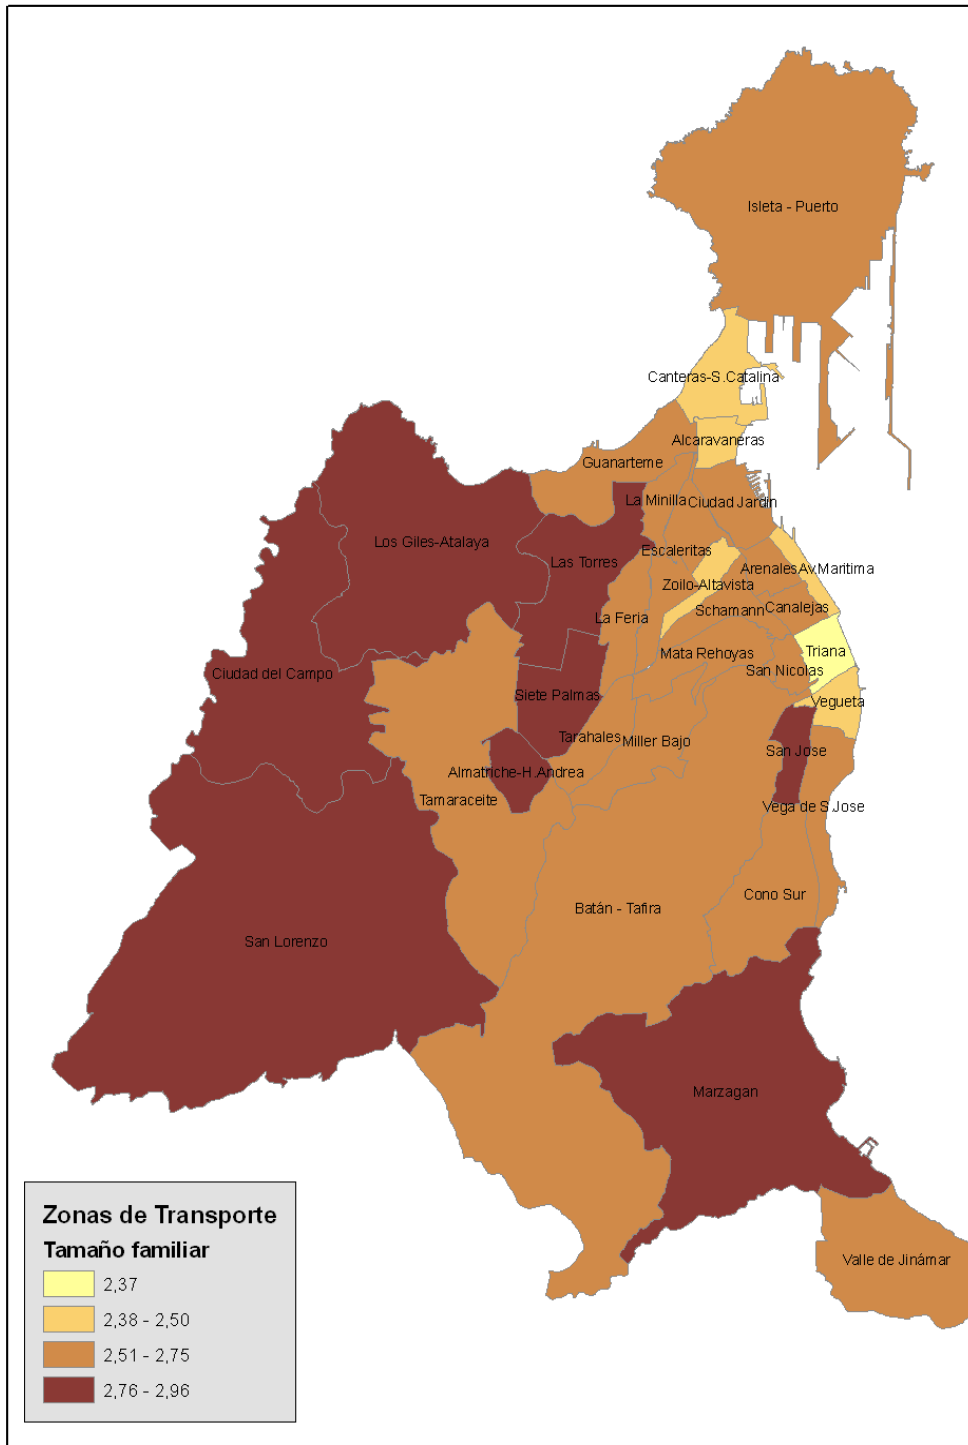 Isleta - Puerto
Canteras-S.Catalina
Alcaravaneras
Guanarteme
La Minilla
Ciudad Jardin
Los Giles-Atalaya
Las Torres
Escaleritas
Arenales
Av.Maritima
Zoilo-Altavista
Schamann
Canalejas
La Feria
Mata Rehoyas
Triana
Ciudad del Campo
San Nicolas
Siete Palmas
Vegueta
Tarahales
Miller Bajo
San Jose
Almatriche-H.Andrea
Tamaraceite
Vega de S.Jose
Cono Sur
Batán - Tafira
San Lorenzo
Marzagan
Valle de Jinámar
Zonas de Transporte
Tamaño familiar
2,37
2,38 - 2,50
2,51 - 2,75
2,76 - 2,96